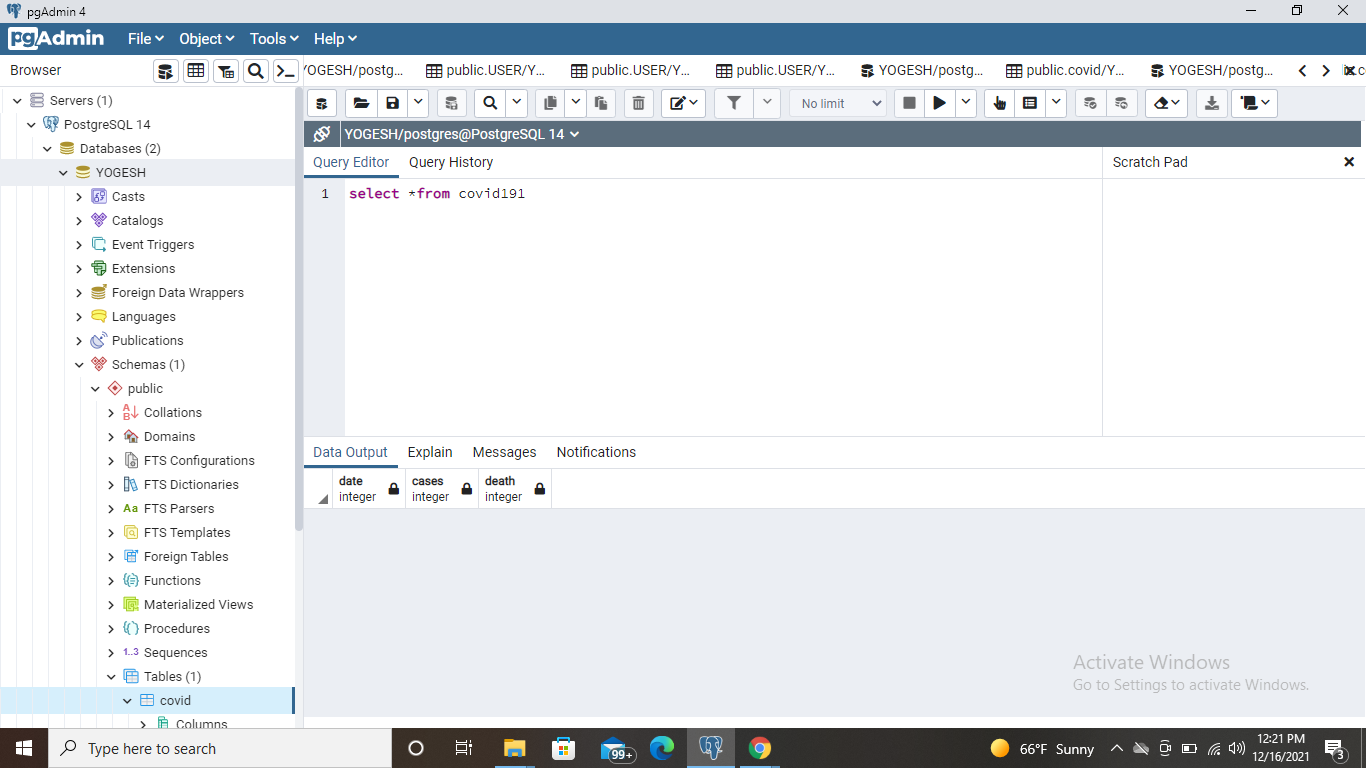 pgAdmin 4
pgAdmin File Object Tools Help
Browser
YOGESH/postg... public.USER/Y... public.USER/Y... public.USER/Y... YOGESH/postg... public.covid/Y... YOGESH/postg...
No limit
YOGESH/postgres@PostgreSQL 14
Query Editor Query History
Scratch Pad
1 select *from covid191
Servers (1)
PostgreSQL 14
Databases (2)
YOGESH
Casts
Catalogs
Event Triggers
Extensions
Foreign Data Wrappers
Languages
Publications
Schemas (1)
public
Collations
Domains
FTS Configurations
FTS Dictionaries
Aa FTS Parsers
FTS Templates
Foreign Tables
Functions
Materialized Views
Procedures
1..3 Sequences
Tables (1)
covid
Columns
Data Output Explain Messages Notifications
date cases death
integer integer integer
Activate Windows
Go to Settings to activate Windows.
Type here to search
99+
66°F Sunny
12:21 PM
12/16/2021
3